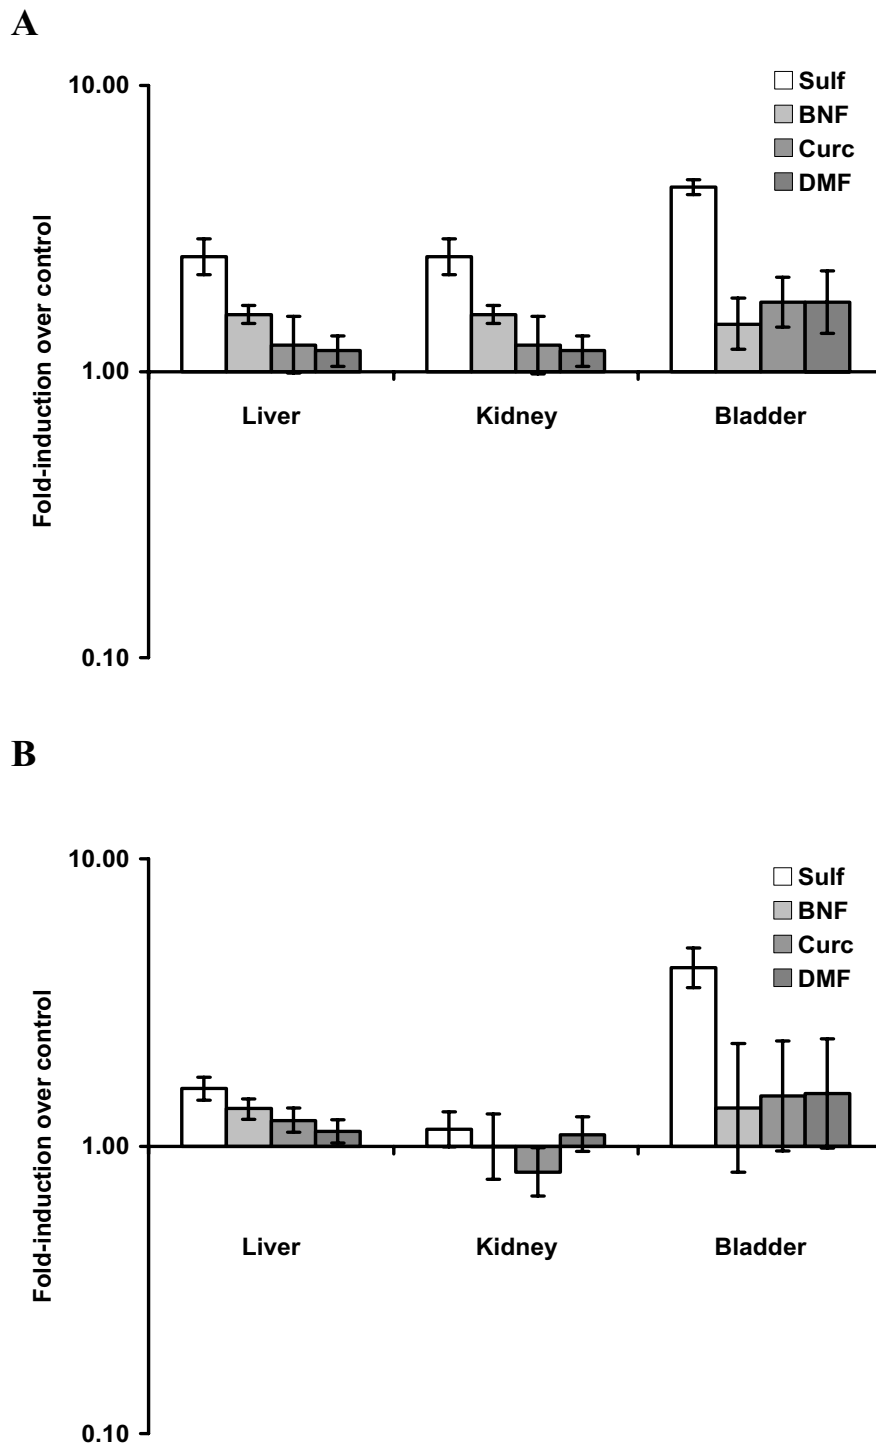 A
10.00
Sulf
BNF
Curc
DMF
Fold-induction over control
1.00
Liver Kidney Bladder
0.10
B
10.00
Sulf
BNF
Curc
DMF
Fold-induction over control
1.00
Liver Kidney Bladder
0.10